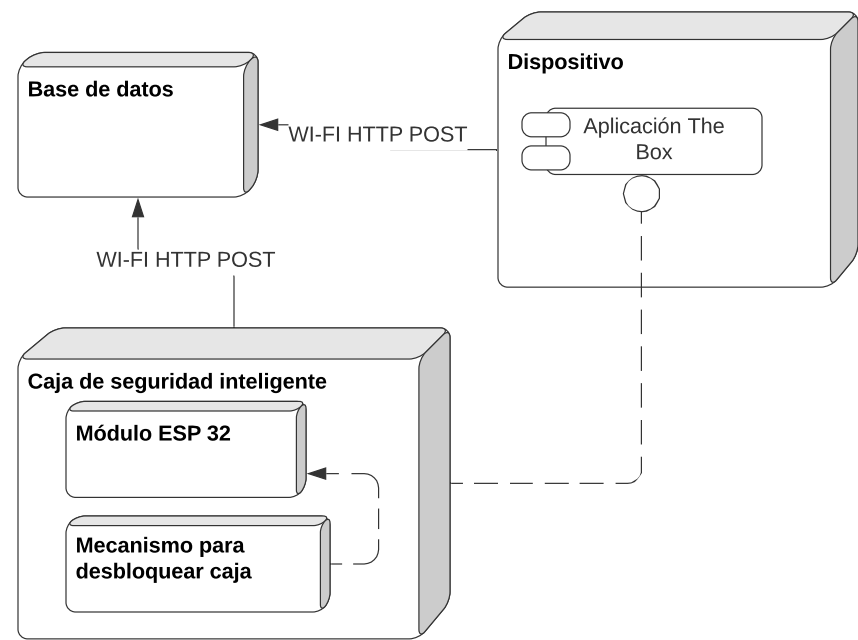 Base de datos
Dispositivo
Aplicación The
Box
WI-FI HTTP POST
WI-FI HTTP POST
Caja de seguridad inteligente
Módulo ESP 32
Mecanismo para
desbloquear caja